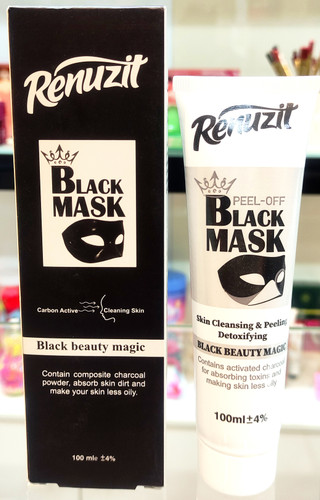 Renuzit
BLACK
MASK
Carbon Active
Cleaning Skin
Black beauty magic
Contain composite charcoal
powder, absorb skin dirt and
make your skin less oily.
100 mle ±4%
Renuzit
PEEL-OFF
BLACK
MASK
Skin Cleansing & Peeling
Detoxifying
BLACK BEAUTY MAGIC
Contains activated charcoal
for absorbing toxins and
making skin less oily
100ml±4%